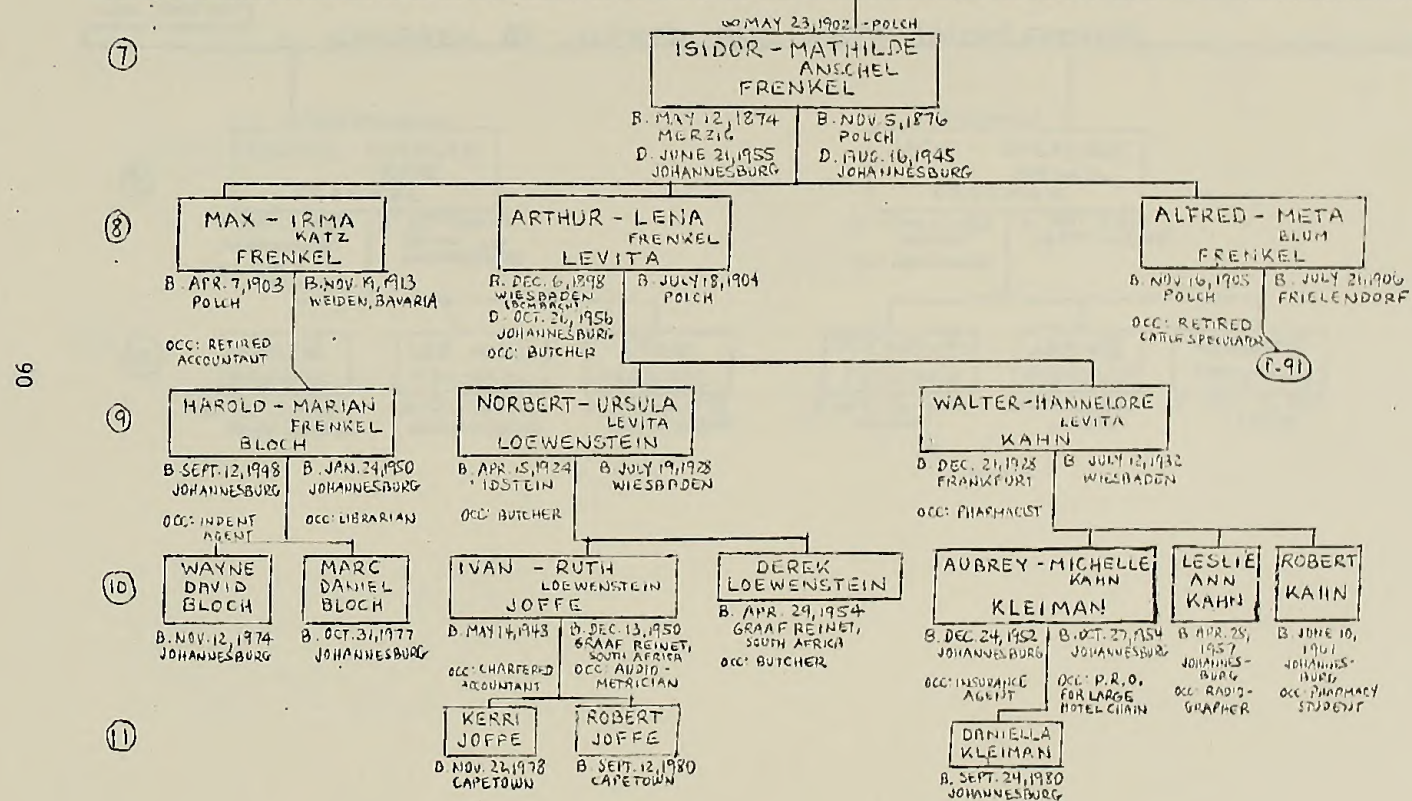 ∞ MAY 23, 1902 - POLCH
⑦
ISIDOR - MATHILDE
ANSCHEL
FRENKEL
B. MAY 12, 1874
MERZIG
D. JUNE 21, 1955
JOHANNESBURG
B. NOV. 5, 1876
POLCH
D. AUG. 16, 1945
JOHANNESBURG
⑧
MAX - IRMA
KATZ
FRENKEL
B. APR. 7, 1903
POLCH
OCC: RETIRED
ACCOUNTANT
B. NOV. 19, 1913
WEIDEN, BAVARIA
ARTHUR - LENA
FRENKEL
LEVITA
B. DEC. 6, 1898
WIESBADEN
D. OCT. 26, 1956
JOHANNESBURG
OCC: BUTCHER
B. JULY 18, 1904
POLCH
ALFRED - META
BLUM
FRENKEL
B. NOV. 16, 1905
POLCH
OCC: RETIRED
CATTLE SPECULATOR
B. JULY 21, 1906
FRIELENDORF
P. 91
90
⑨
HAROLD - MARIAN
FRENKEL
BLOCH
B. SEPT. 12, 1948
JOHANNESBURG
OCC: INDENT
AGENT
B. JAN. 24, 1950
JOHANNESBURG
OCC: LIBRARIAN
NORBERT - URSULA
LEVITA
LOEWENSTEIN
B. APR. 15, 1924
IDSTEIN
OCC: BUTCHER
B. JULY 19, 1928
WIESBADEN
WALTER - HANNELORE
LEVITA
KAHN
B. DEC. 21, 1928
FRANKFURT
OCC: PHARMACIST
B. JULY 12, 1932
WIESBADEN
⑩
WAYNE
DAVID
BLOCH
B. NOV. 12, 1974
JOHANNESBURG
MARC
DANIEL
BLOCH
B. OCT. 31, 1977
JOHANNESBURG
IVAN - RUTH
LOEWENSTEIN
JOFFE
B. MAY 14, 1943
OCC: CHARTERED
ACCOUNTANT
B. DEC. 13, 1950
GRAAF REINET,
SOUTH AFRICA
OCC: AUDIO-
METRICIAN
DEREK
LOEWENSTEIN
B. APR. 29, 1954
GRAAF REINET,
SOUTH AFRICA
OCC: BUTCHER
AUBREY - MICHELLE
KAHN
KLEIMAN
B. DEC. 24, 1952
JOHANNESBURG
OCC: INSURANCE
AGENT
B. OCT. 27, 1954
JOHANNESBURG
OCC: P.R.O.
FOR LARGE
HOTEL CHAIN
LESLIE
ANN
KAHN
B. APR. 28,
1957
JOHANNES-
BURG
OCC: RADIO-
GRAPHER
ROBERT
KAHN
B. JUNE 10,
1961
JOHANNES-
BURG
OCC: PHARMACY
STUDENT
⑪
KERRI
JOFFE
B. NOV. 22, 1978
CAPETOWN
ROBERT
JOFFE
B. SEPT. 12, 1980
CAPETOWN
DANIELLA
KLEIMAN
B. SEPT. 24, 1980
JOHANNESBURG